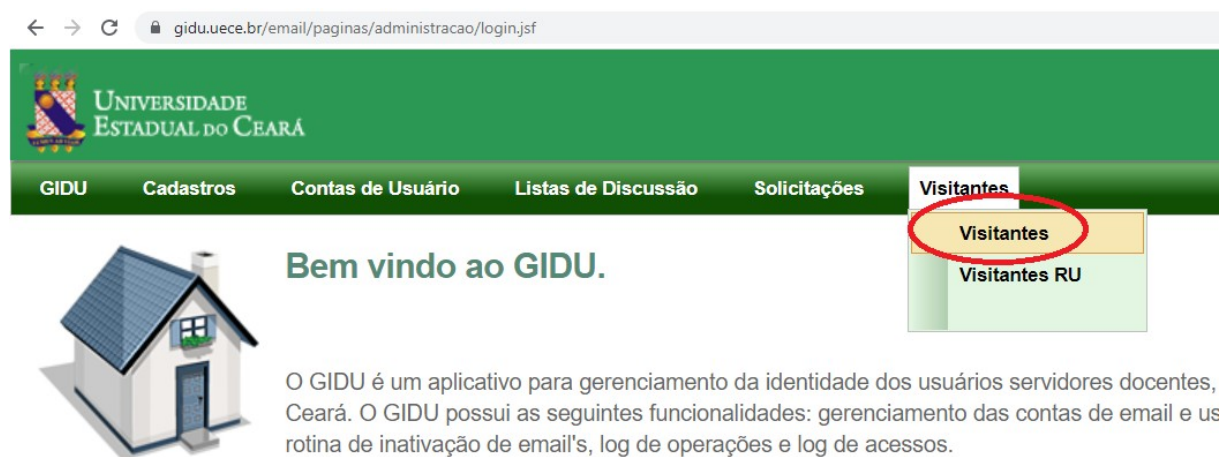 gidu.uece.br/email/paginas/administracao/login.jsf
UNIVERSIDADE
ESTADUAL DO CEARÁ
GIDU Cadastros Contas de Usuário Listas de Discussão Solicitações Visitantes
Visitantes
Visitantes RU
Bem vindo ao GIDU.
O GIDU é um aplicativo para gerenciamento da identidade dos usuários servidores docentes,
Ceará. O GIDU possui as seguintes funcionalidades: gerenciamento das contas de email e us
rotina de inativação de email's, log de operações e log de acessos.